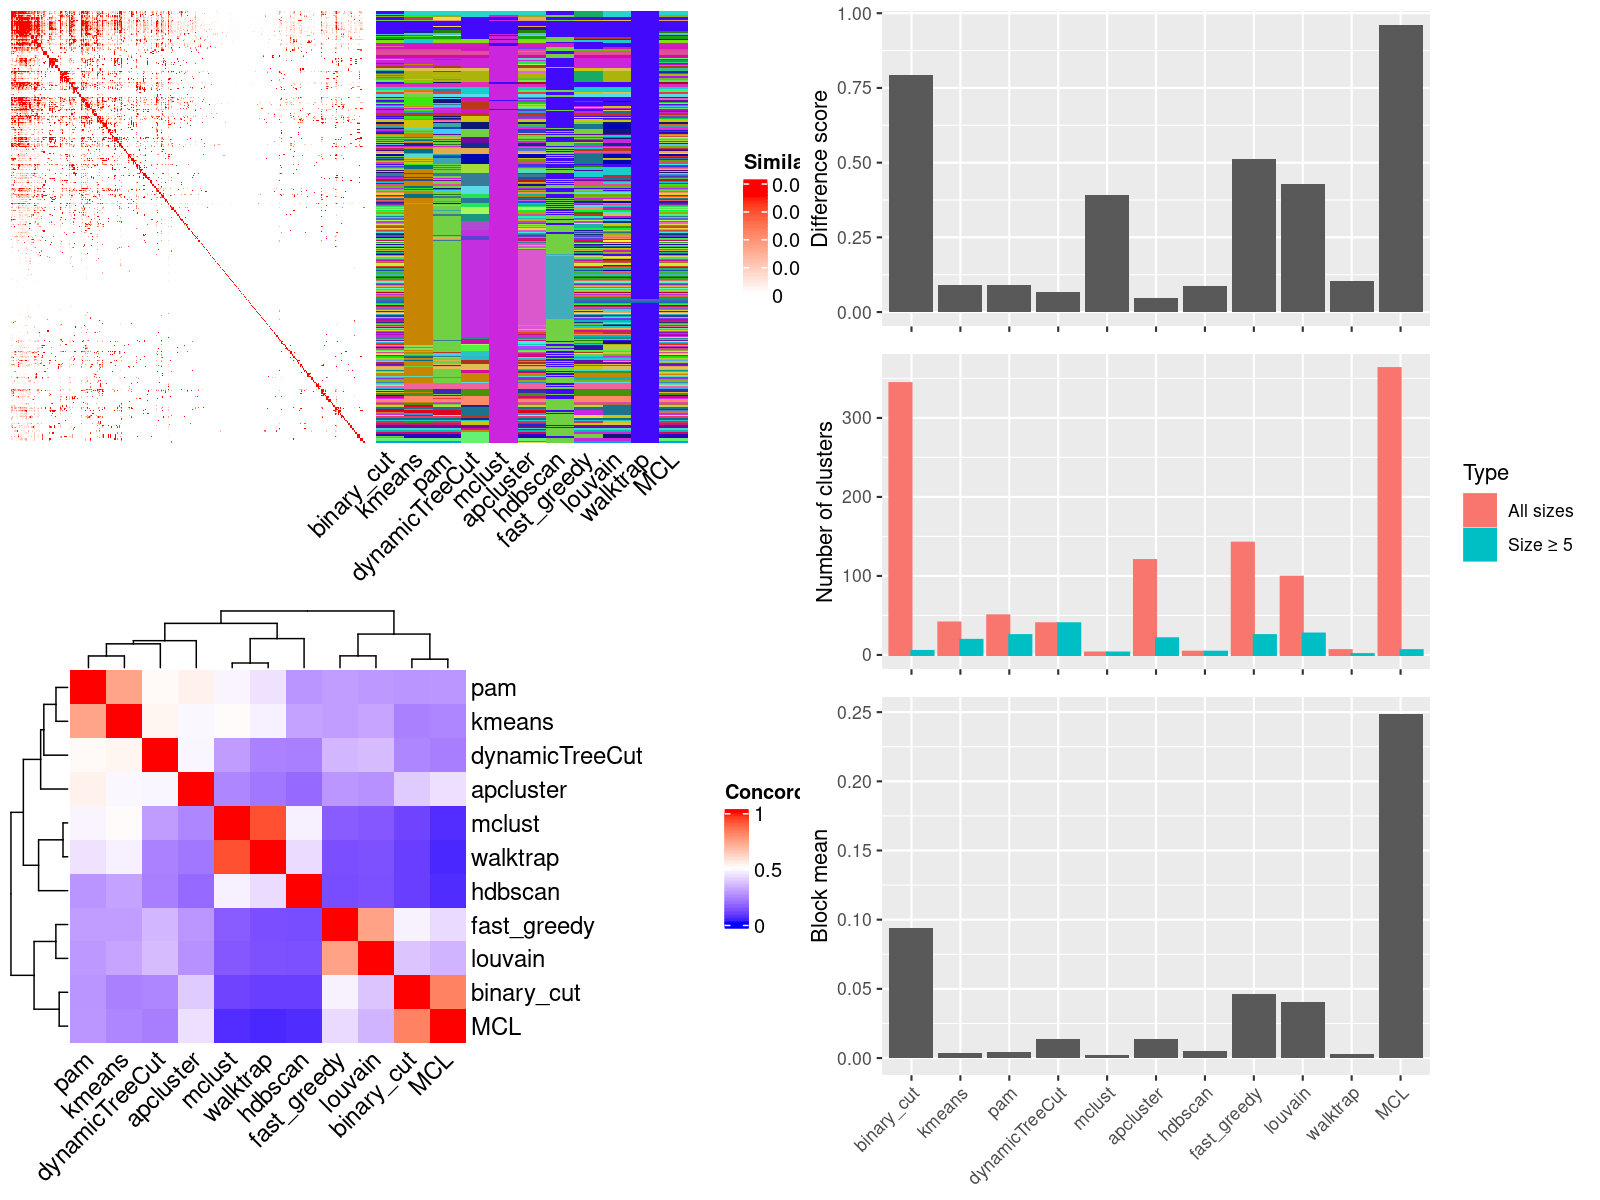 Simila
0.0
0.0
0.0
0.0
0
binary_cut
kmeans
pam
dynamicTreeCut
mclust
apcluster
hdbscan
fast_greedy
louvain
walktrap
MCL
pam
kmeans
dynamicTreeCut
apcluster
mclust
walktrap
hdbscan
fast_greedy
louvain
binary_cut
MCL
pam
kmeans
dynamicTreeCut
apcluster
mclust
walktrap
hdbscan
fast_greedy
louvain
binary_cut
MCL
Concord
1
0.5
0
Difference score
1.00
0.75
0.50
0.25
0.00
Number of clusters
300
200
100
0
Type
All sizes
Size ≥ 5
Block mean
0.25
0.20
0.15
0.10
0.05
0.00
binary_cut
kmeans
pam
dynamicTreeCut
mclust
apcluster
hdbscan
fast_greedy
louvain
walktrap
MCL